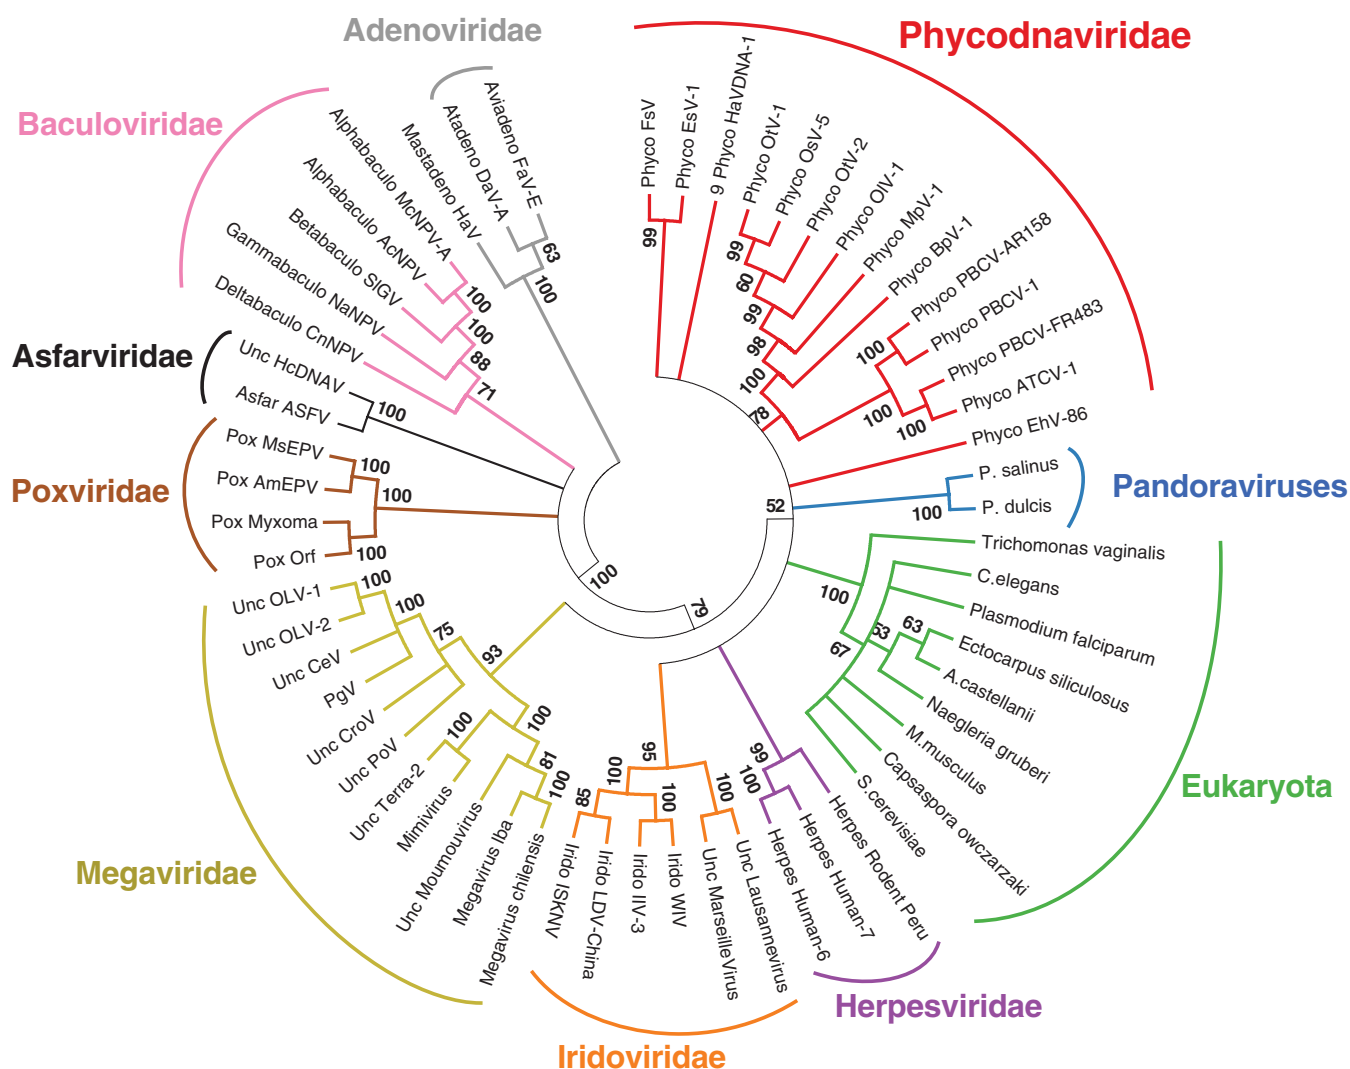 Adenoviridae
Phycodnaviridae
Baculoviridae
Asfarviridae
Poxviridae
Megaviridae
Iridoviridae
Herpesviridae
Eukaryota
Pandoraviruses
Phyco FsV
Phyco EsV-1
9 Phyco HaVDNA-1
Phyco OtV-1
Phyco OsV-5
Phyco OtV-2
Phyco OlV-1
Phyco MpV-1
Phyco BpV-1
Phyco PBCV-AR158
Phyco PBCV-1
Phyco PBCV-FR483
Phyco ATCV-1
Phyco EhV-86
P. salinus
P. dulcis
Trichomonas vaginalis
C.elegans
Plasmodium falciparum
Ectocarpus siliculosus
A.castellanii
Naegleria gruberi
M.musculus
Capsaspora owczarzaki
S.cerevisiae
Herpes Rodent Peru
Herpes Human-7
Herpes Human-6
Unc Lausannevirus
Unc MarseilleVirus
Irido WIV
Irido IIV-3
Irido LDV-China
Irido ISKNV
Megavirus chilensis
Megavirus Iba
Unc Moumouvirus
Mimivirus
Unc Terra-2
Unc PoV
Unc CroV
PgV
Unc CeV
Unc OLV-2
Unc OLV-1
Pox Orf
Pox Myxoma
Pox AmEPV
Pox MsEPV
Asfar ASFV
Unc HcDNAV
Deltabaculo CnNPV
Gammabaculo NaNPV
Betabaculo SlGV
Alphabaculo AcNPV
Alphabaculo McNPV-A
Mastadeno HaV
Atadeno DaV-A
Aviadeno FaV-E
99
99
60
99
98
100
78
100
100
100
52
100
100
53
63
67
99
100
95
100
100
100
85
93
75
100
100
100
100
81
100
100
100
100
100
71
88
100
100
100
63
100
79